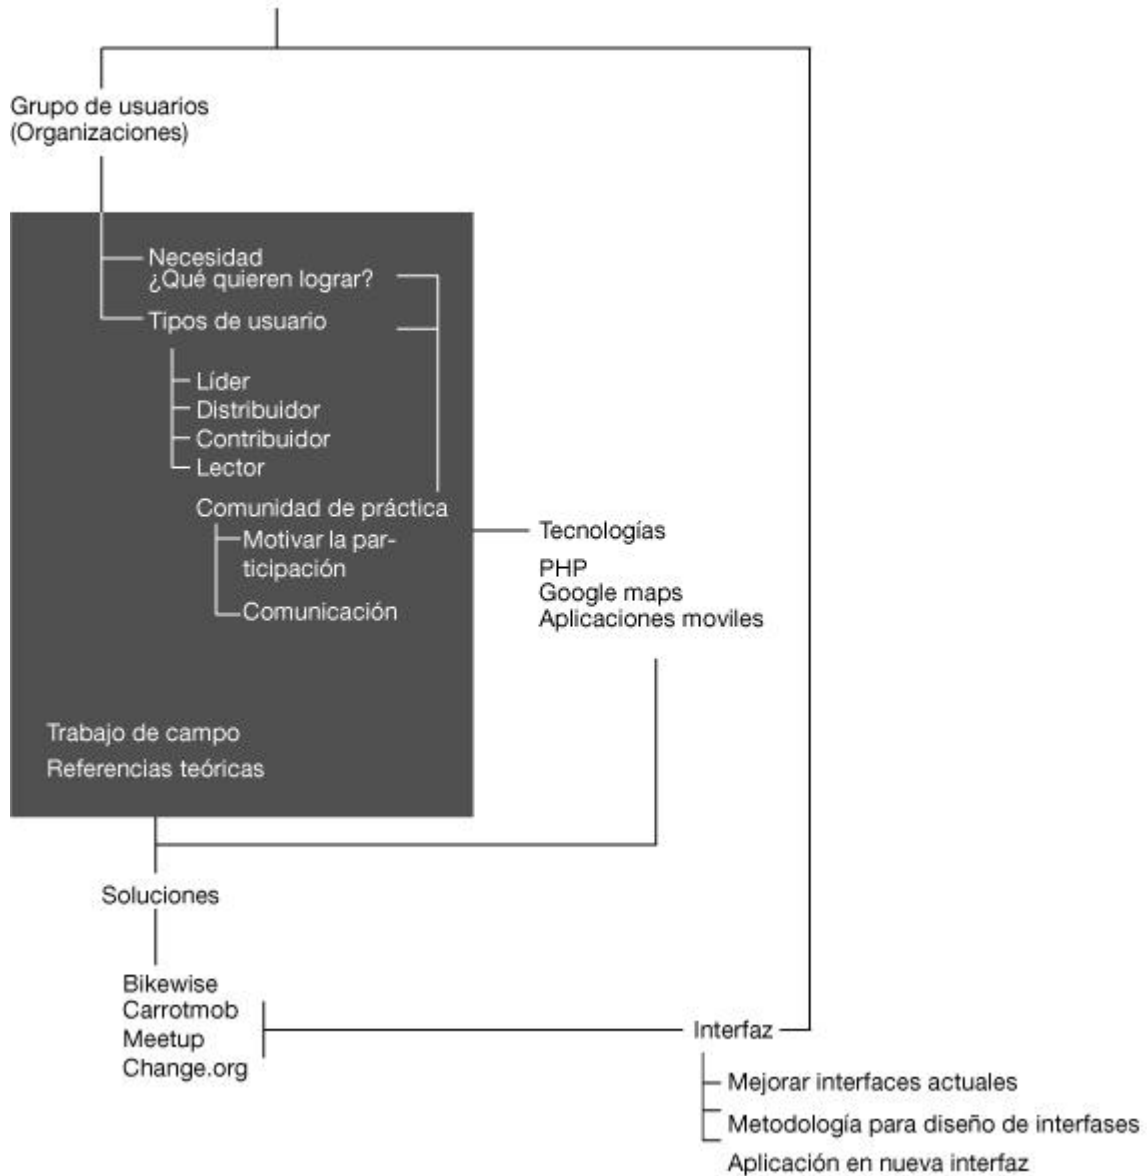 Grupo de usuarios
(Organizaciones)
Necesidad
¿Qué quieren lograr?
Tipos de usuario
Líder
Distribuidor
Contribuidor
Lector
Comunidad de práctica
Motivar la par-
ticipación
Comunicación
Trabajo de campo
Referencias teóricas
Tecnologías
PHP
Google maps
Aplicaciones moviles
Soluciones
Bikewise
Carrotmob
Meetup
Change.org
Interfaz
Mejorar interfaces actuales
Metodología para diseño de interfases
Aplicación en nueva interfaz